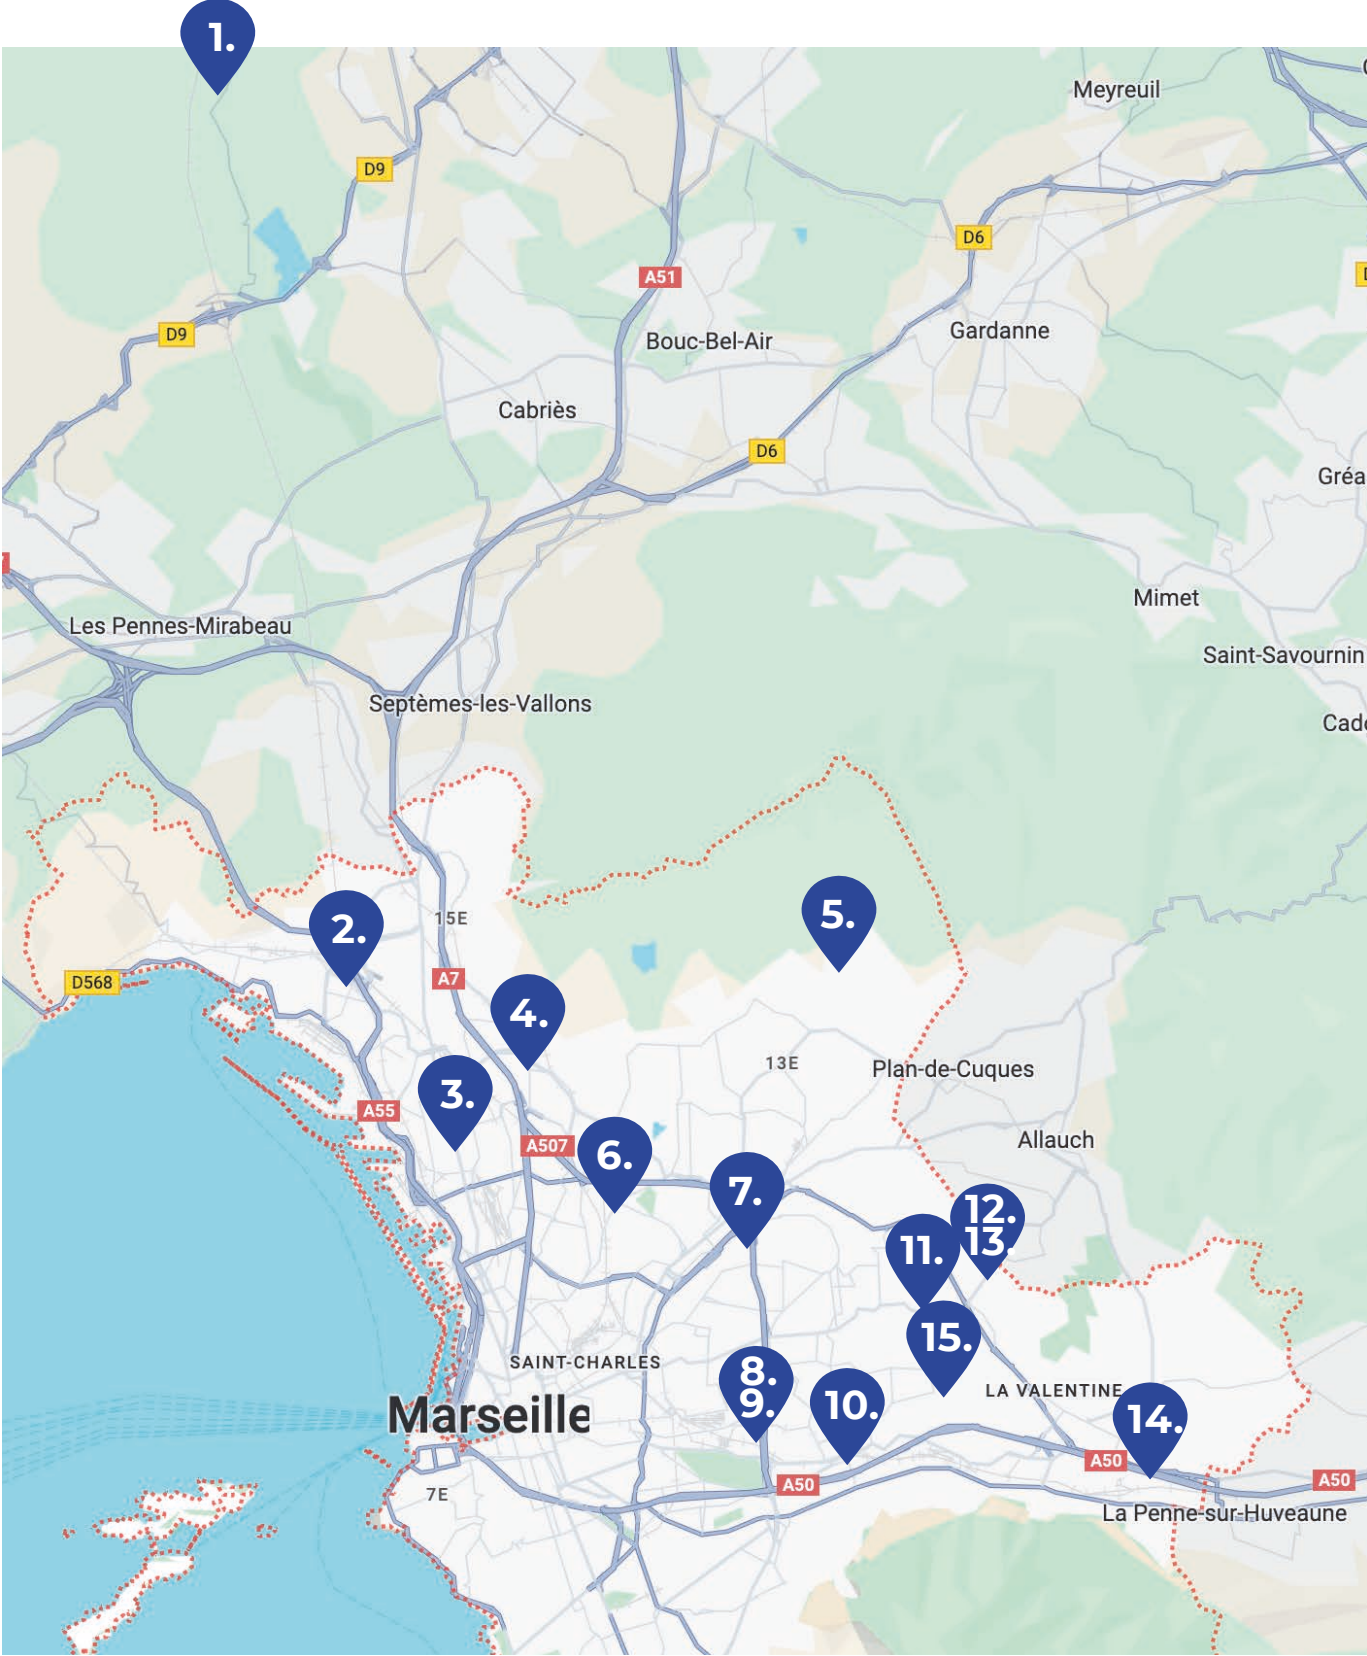 1.
Meyreuil
D9
D6
A51
D9
Bouc-Bel-Air
Gardanne
Cabriès
D6
Gréa
Mimet
Les Pennes-Mirabeau
Saint-Savournin
Septèmes-les-Vallons
2.
15E
5.
D568
A7
4.
13E
Plan-de-Cuques
3.
A55
A507
Allauch
6.
7.
12.
13.
11.
15.
SAINT-CHARLES
8.
9.
LA VALENTINE
10.
Marseille
14.
A50
A50
A50
7E
La Penne-sur-Huveaune